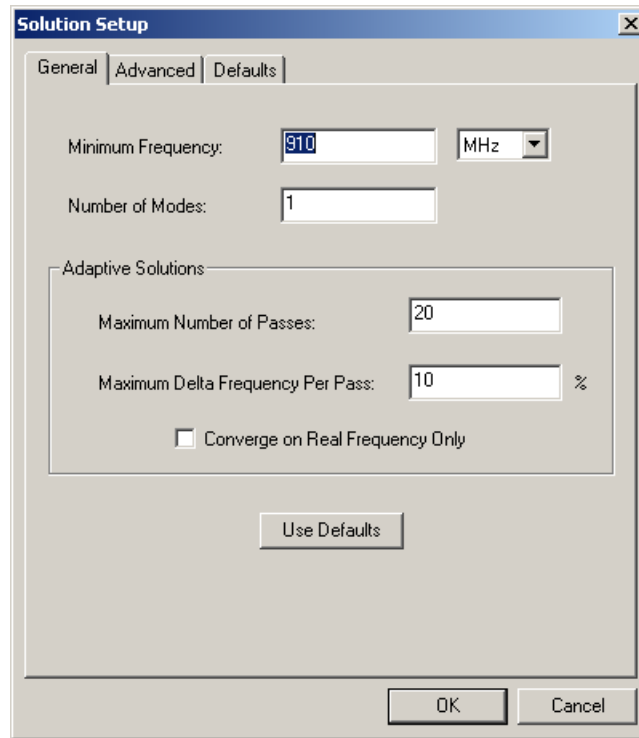 Solution Setup
General Advanced Defaults
Minimum Frequency: 910 MHz
Number of Modes: 1
Adaptive Solutions
Maximum Number of Passes: 20
Maximum Delta Frequency Per Pass: 10 %
Converge on Real Frequency Only
Use Defaults
OK Cancel